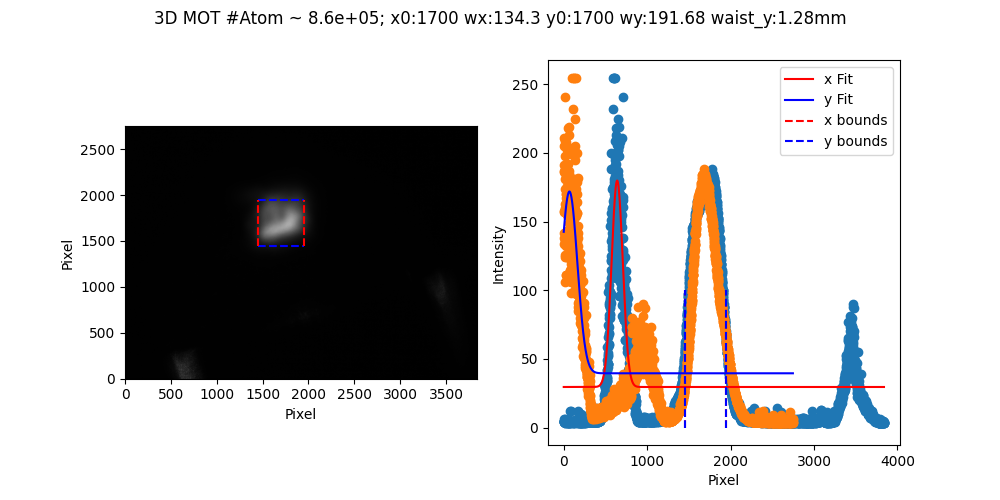 3D MOT #Atom ~ 8.6e+05; x0:1700 wx:134.3 y0:1700 wy:191.68 waist_y:1.28mm
2500
2000
1500
1000
500
0
Pixel
0 500 1000 1500 2000 2500 3000 3500
Pixel
250
200
150
100
50
0
Intensity
x Fit
y Fit
x bounds
y bounds
0 1000 2000 3000 4000
Pixel